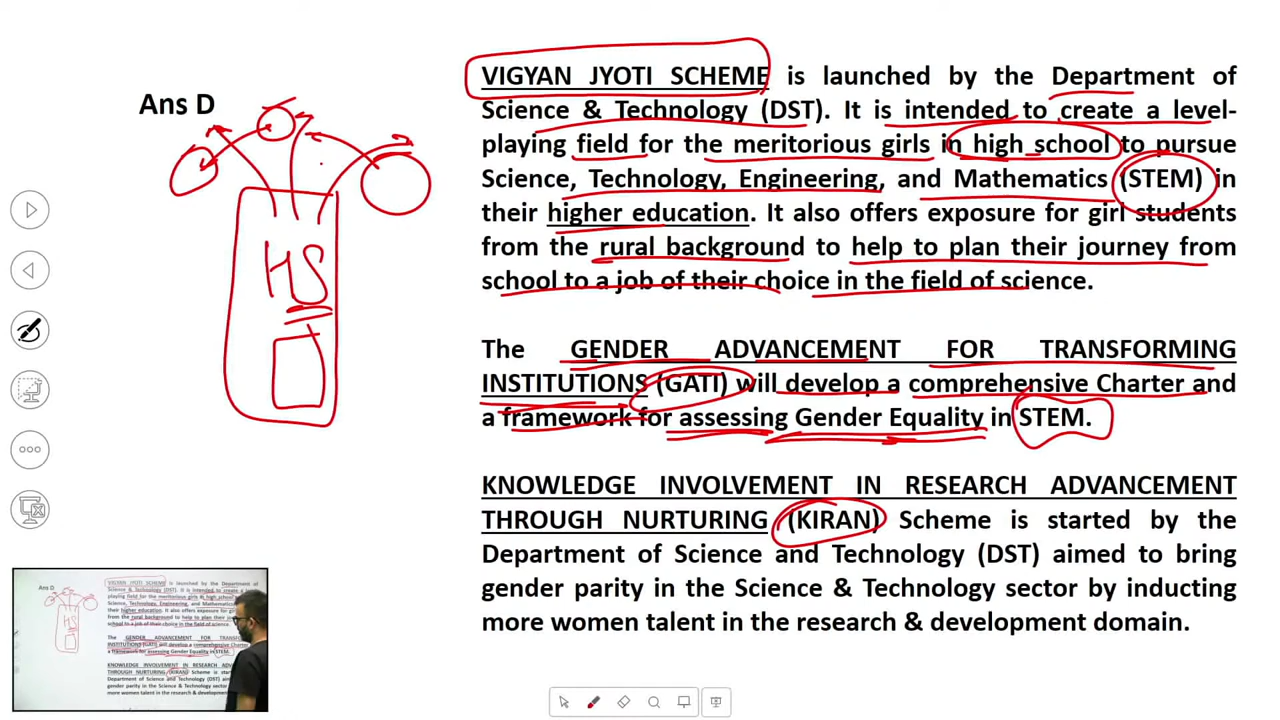 Ans D
HS
VIGYAN JYOTI SCHEME is launched by the Department of
Science & Technology (DST). It is intended to create a level-
playing field for the meritorious girls in high school to pursue
Science, Technology, Engineering, and Mathematics (STEM) in
their higher education. It also offers exposure for girl students
from the rural background to help to plan their journey from
school to a job of their choice in the field of science.
The GENDER ADVANCEMENT FOR TRANSFORMING
INSTITUTIONS (GATI) will develop a comprehensive Charter and
a framework for assessing Gender Equality in STEM.
KNOWLEDGE INVOLVEMENT IN RESEARCH ADVANCEMENT
THROUGH NURTURING (KIRAN) Scheme is started by the
Department of Science and Technology (DST) aimed to bring
gender parity in the Science & Technology sector by inducting
more women talent in the research & development domain.